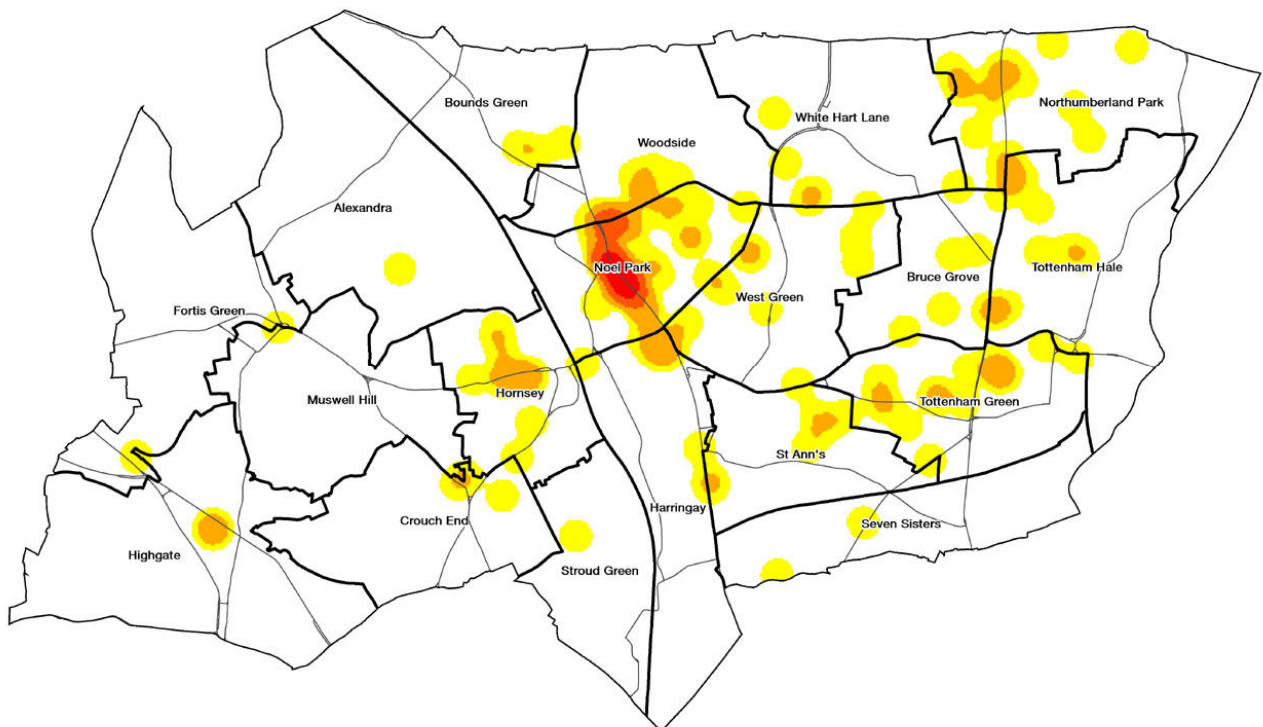 Bounds Green
Northumberland Park
White Hart Lane
Woodside
Alexandra
Noel Park
Tottenham Hale
Bruce Grove
West Green
Fortis Green
Hornsey
Muswell Hill
Tottenham Green
St Ann's
Harringay
Crouch End
Seven Sisters
Highgate
Stroud Green